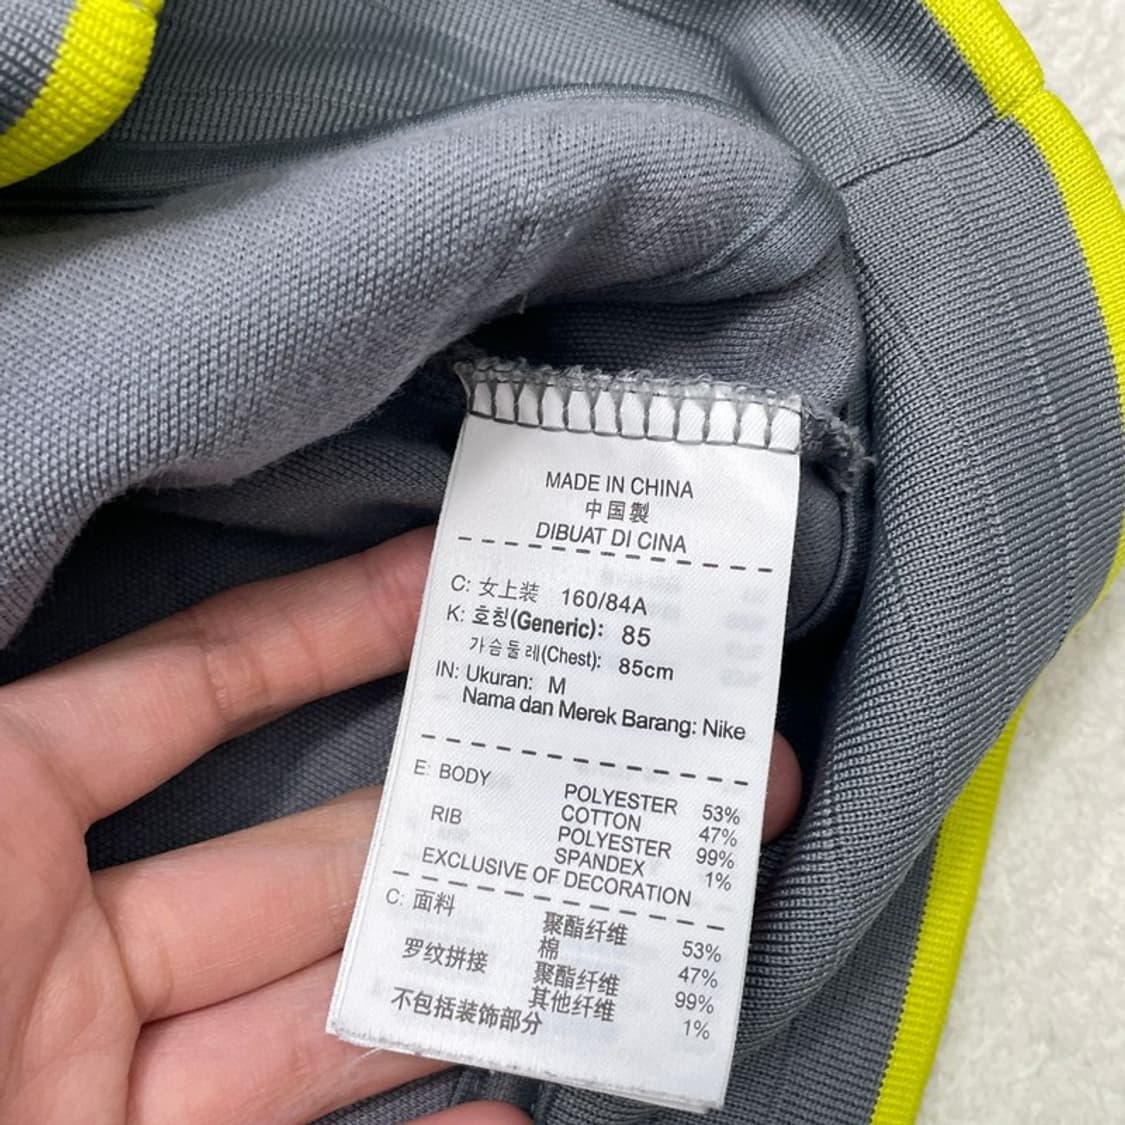 MADE IN CHINA
中国製
DIBUAT DI CINA
C: 女上装 160/84A
K: 호칭(Generic): 85
가슴둘레(Chest): 85cm
IN: Ukuran: M
Nama dan Merek Barang: Nike
E: BODY POLYESTER 53%
COTTON 47%
RIB POLYESTER 99%
SPANDEX 1%
EXCLUSIVE OF DECORATION
C: 面料 聚酯纤维 53%
棉 47%
罗纹拼接 聚酯纤维 99%
其他纤维 1%
不包括装饰部分